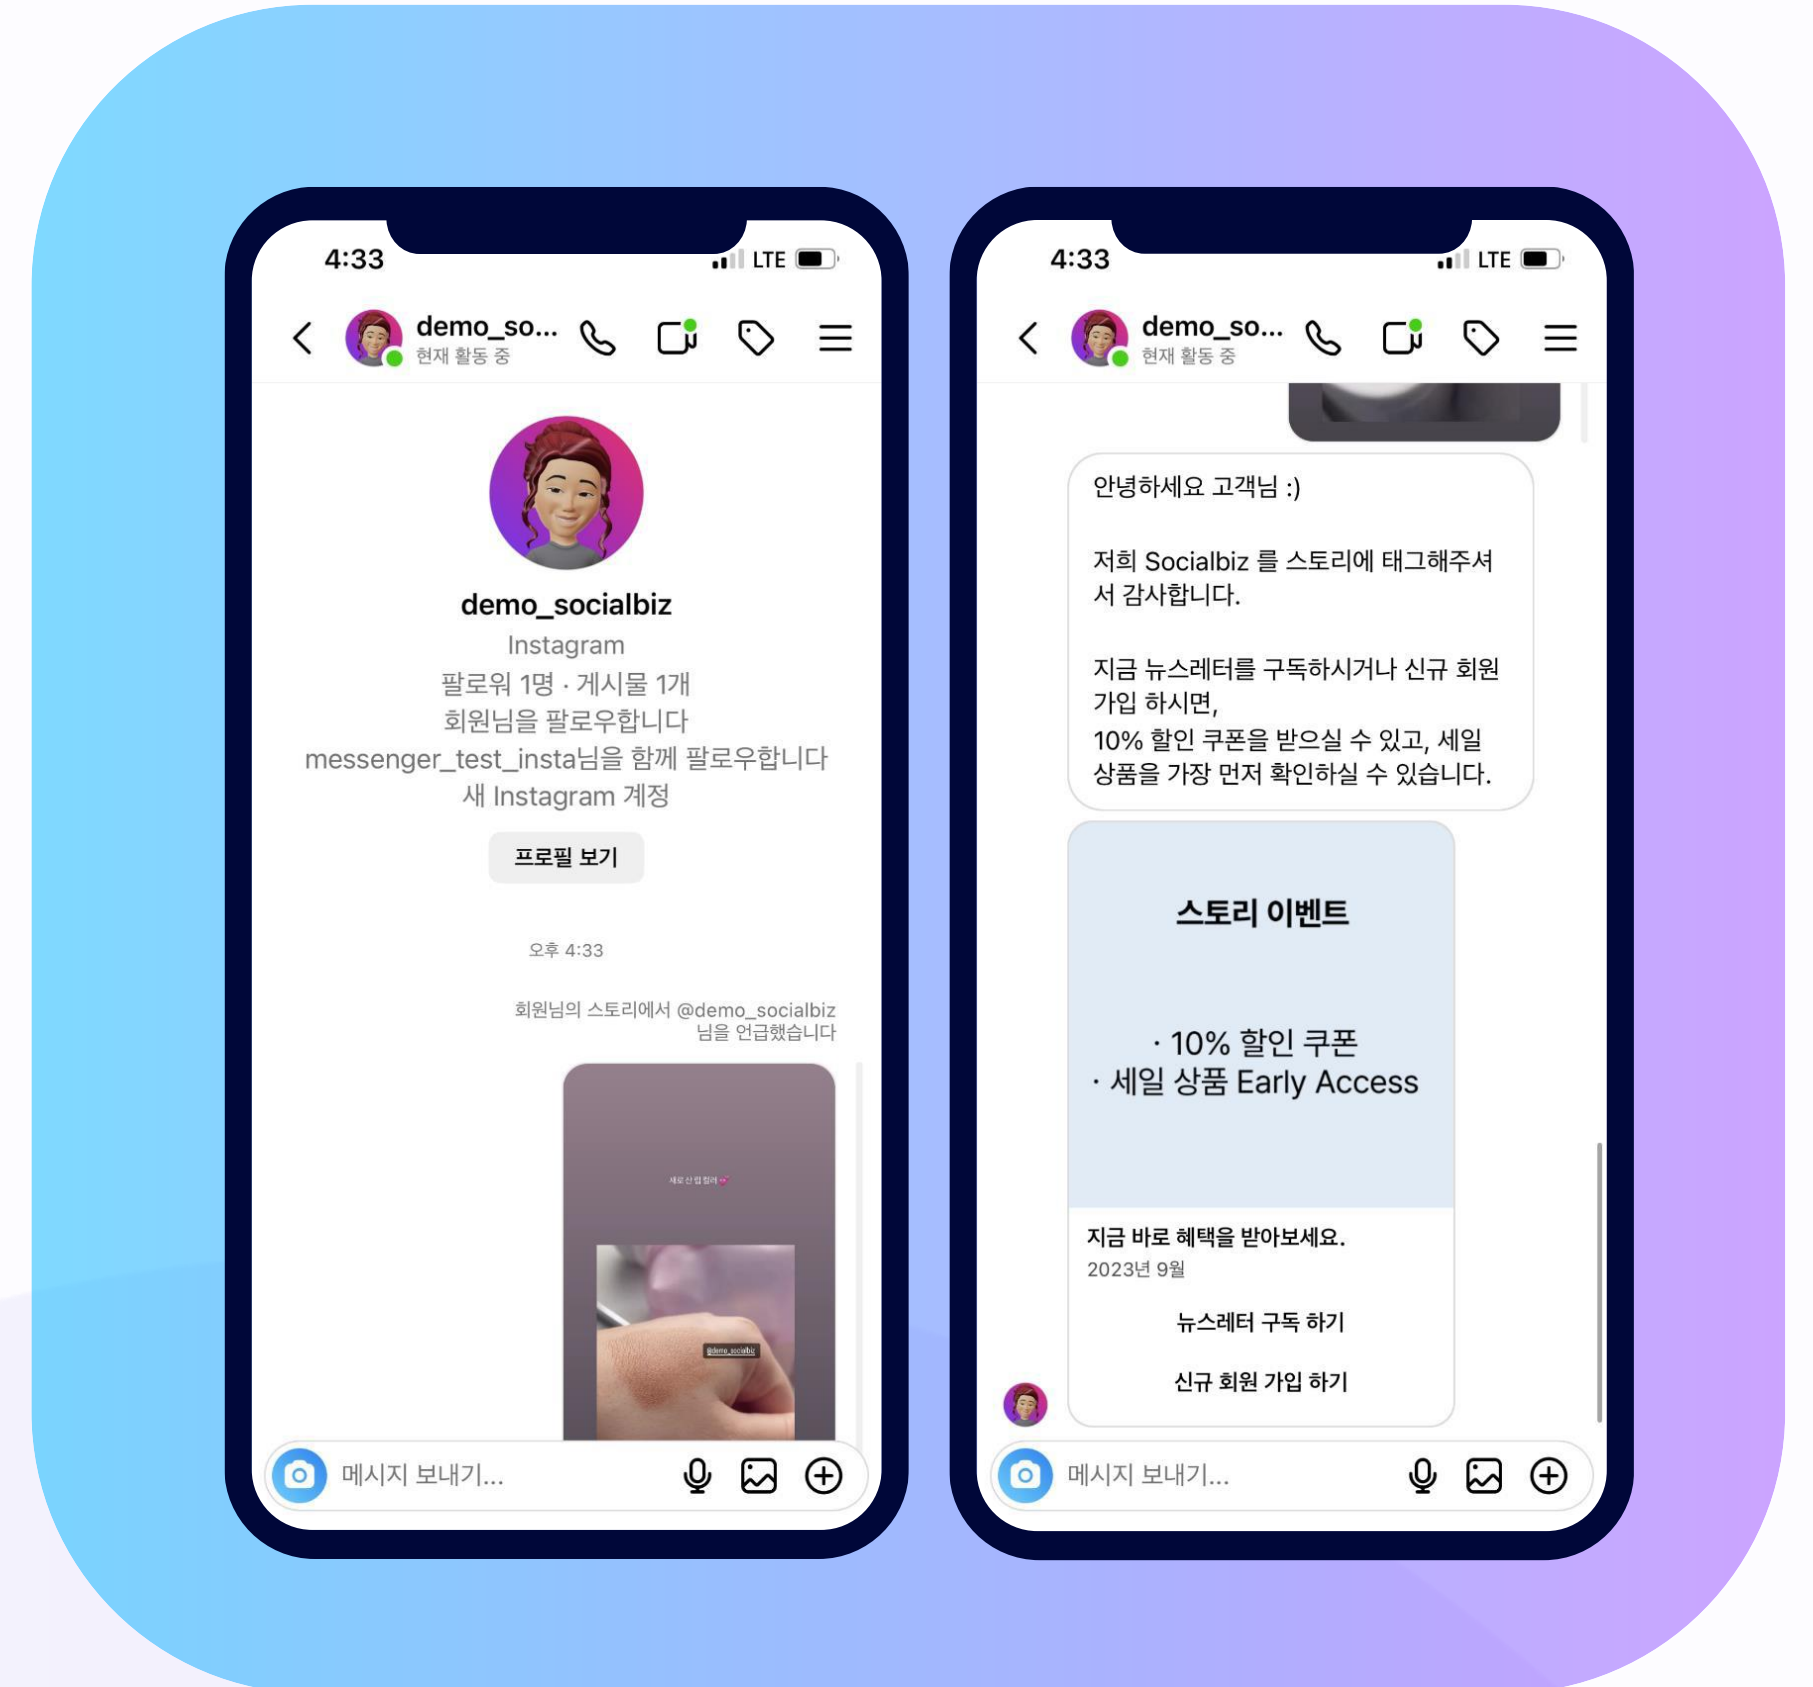 4:33
LTE
demo_so...
현재 활동 중
demo_socialbiz
Instagram
팔로워 1명 · 게시물 1개
회원님을 팔로우합니다
messenger_test_insta님을 함께 팔로우합니다
새 Instagram 계정
프로필 보기
오후 4:33
회원님의 스토리에서 @demo_socialbiz
님을 언급했습니다
새로 산 립 컬러
@demo_socialbiz
메시지 보내기...
4:33
LTE
demo_so...
현재 활동 중
안녕하세요 고객님 :)
저희 Socialbiz 를 스토리에 태그해주셔
서 감사합니다.
지금 뉴스레터를 구독하시거나 신규 회원
가입 하시면,
10% 할인 쿠폰을 받으실 수 있고, 세일
상품을 가장 먼저 확인하실 수 있습니다.
스토리 이벤트
· 10% 할인 쿠폰
· 세일 상품 Early Access
지금 바로 혜택을 받아보세요.
2023년 9월
뉴스레터 구독 하기
신규 회원 가입 하기
메시지 보내기...